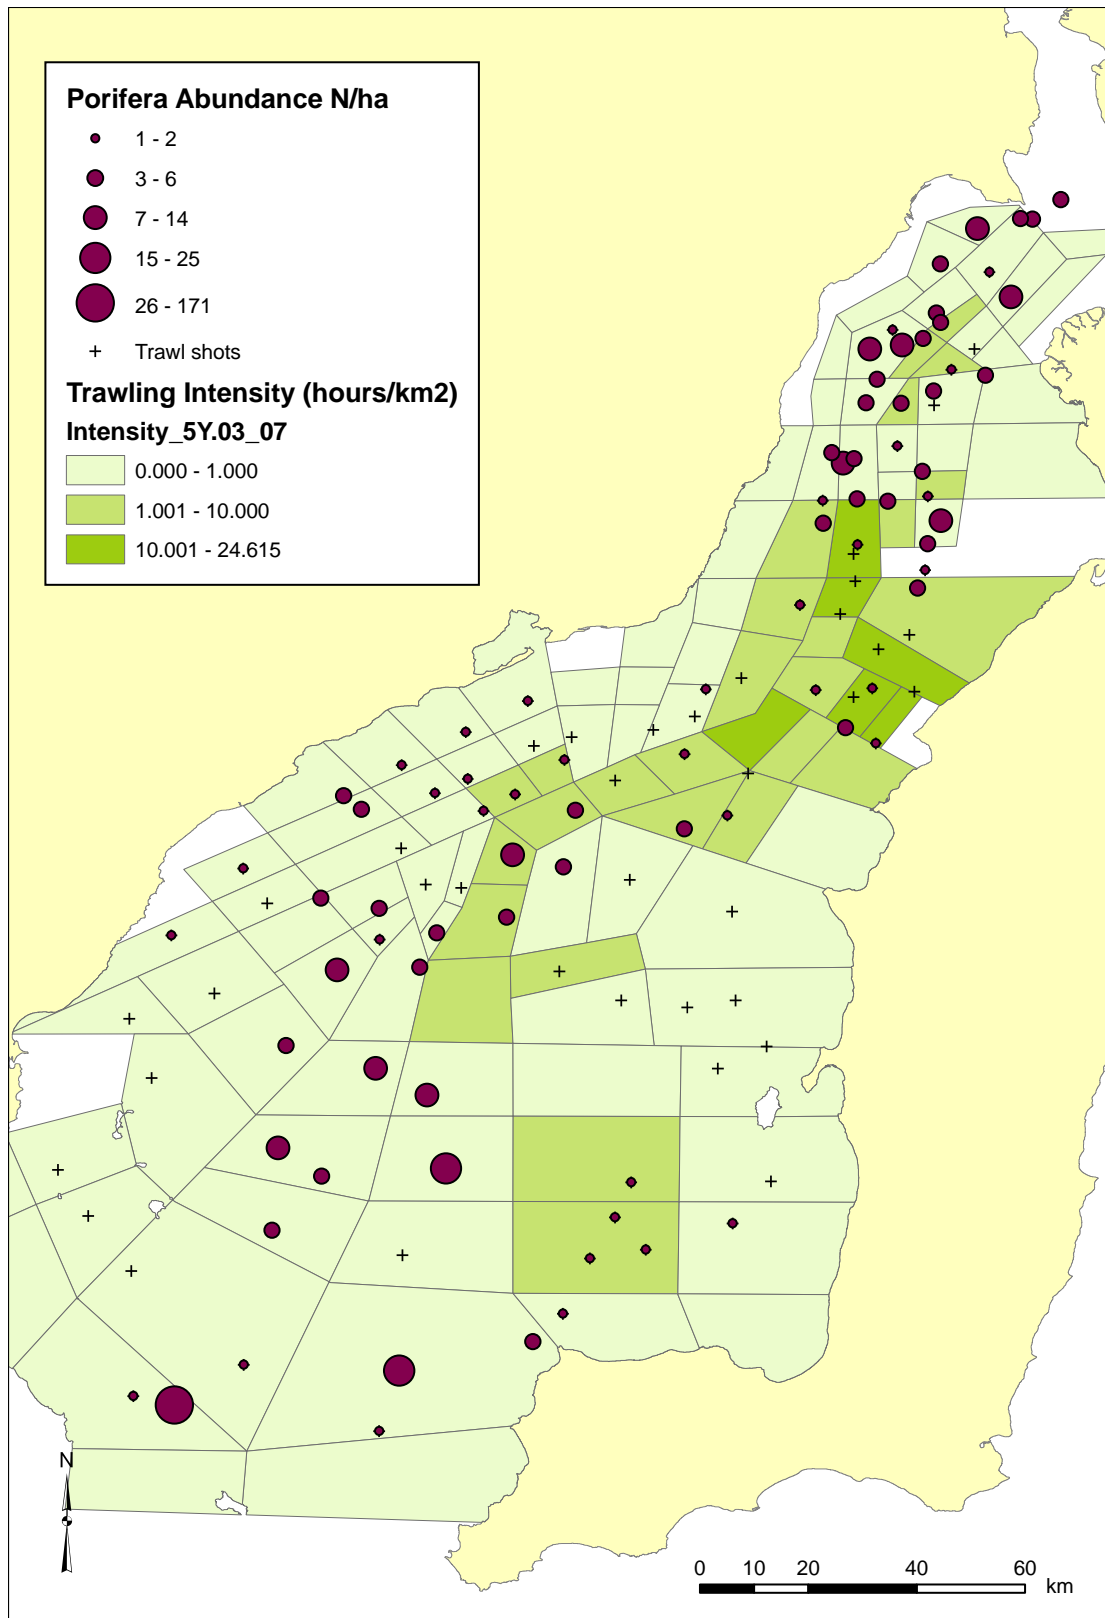 Porifera Abundance N/ha
1 - 2
3 - 6
7 - 14
15 - 25
26 - 171
Trawl shots
Trawling Intensity (hours/km2)
Intensity_5Y.03_07
0.000 - 1.000
1.001 - 10.000
10.001 - 24.615
N
0 10 20 40 60
km